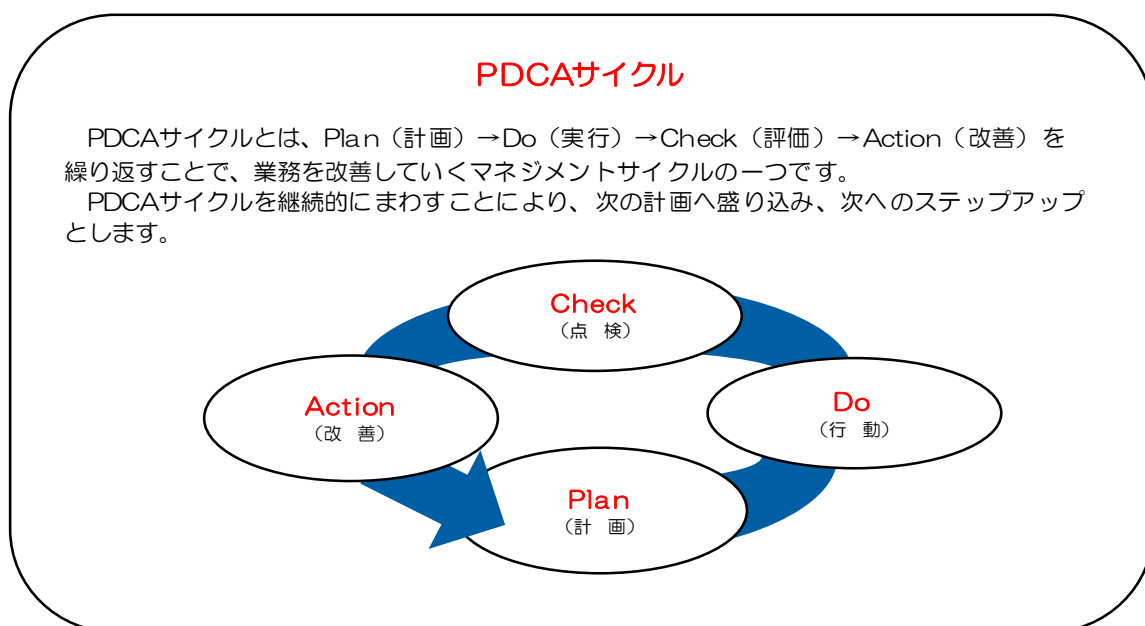 PDCAサイクル
　PDCAサイクルとは、Plan（計画）→Do（実行）→Check（評価）→Action（改善）を
繰り返すことで、業務を改善していくマネジメントサイクルの一つです。
　PDCAサイクルを継続的にまわすことにより、次の計画へ盛り込み、次へのステップアップ
とします。
Check
（点　検）
Action
（改　善）
Do
（行　動）
Plan
（計　画）